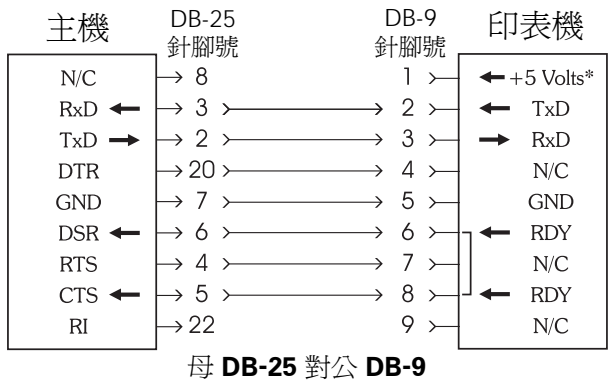 主機 DB-25 針腳號 DB-9 針腳號 印表機
N/C 8 1 +5 Volts*
RxD 3 2 TxD
TxD 2 3 RxD
DTR 20 4 N/C
GND 7 5 GND
DSR 6 6 RDY
RTS 4 7 N/C
CTS 5 8 RDY
RI 22 9 N/C
母 DB-25 對公 DB-9